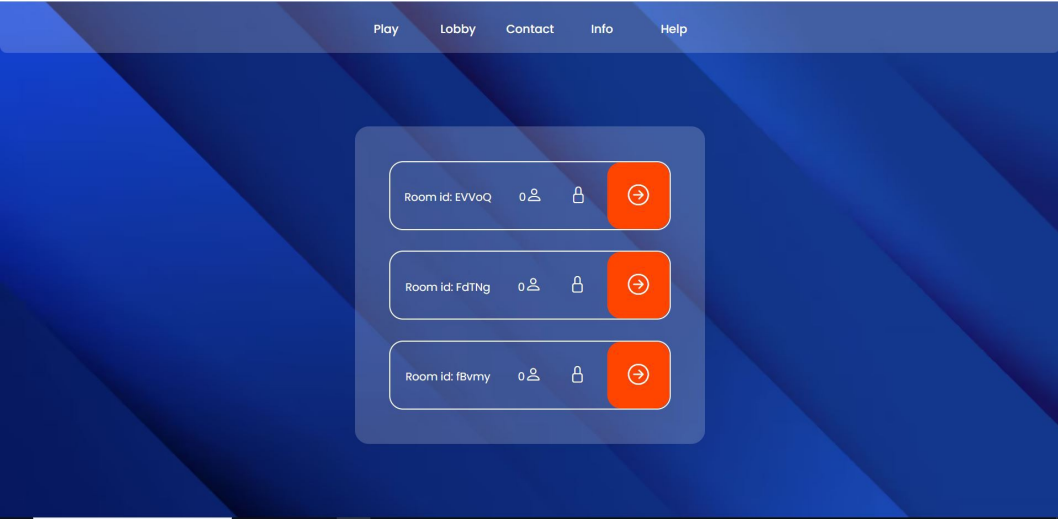 Play Lobby Contact Info Help
Room id: EVVoQ 0
Room id: FdTNg 0
Room id: fBvmy 0